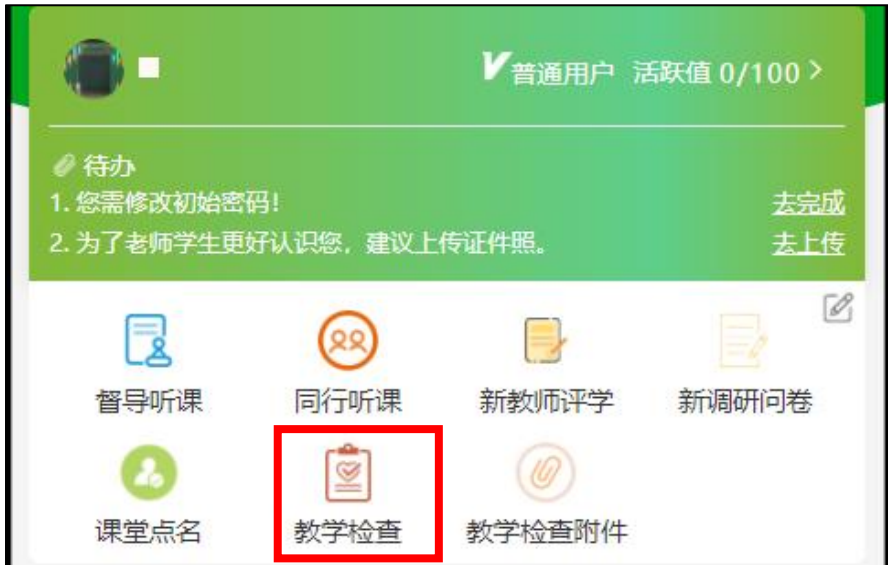 V普通用户 活跃值 0/100 >
待办
1. 您需修改初始密码! 去完成
2. 为了老师学生更好认识您，建议上传证件照。 去上传
督导听课 同行听课 新教师评学 新调研问卷
课堂点名 教学检查 教学检查附件